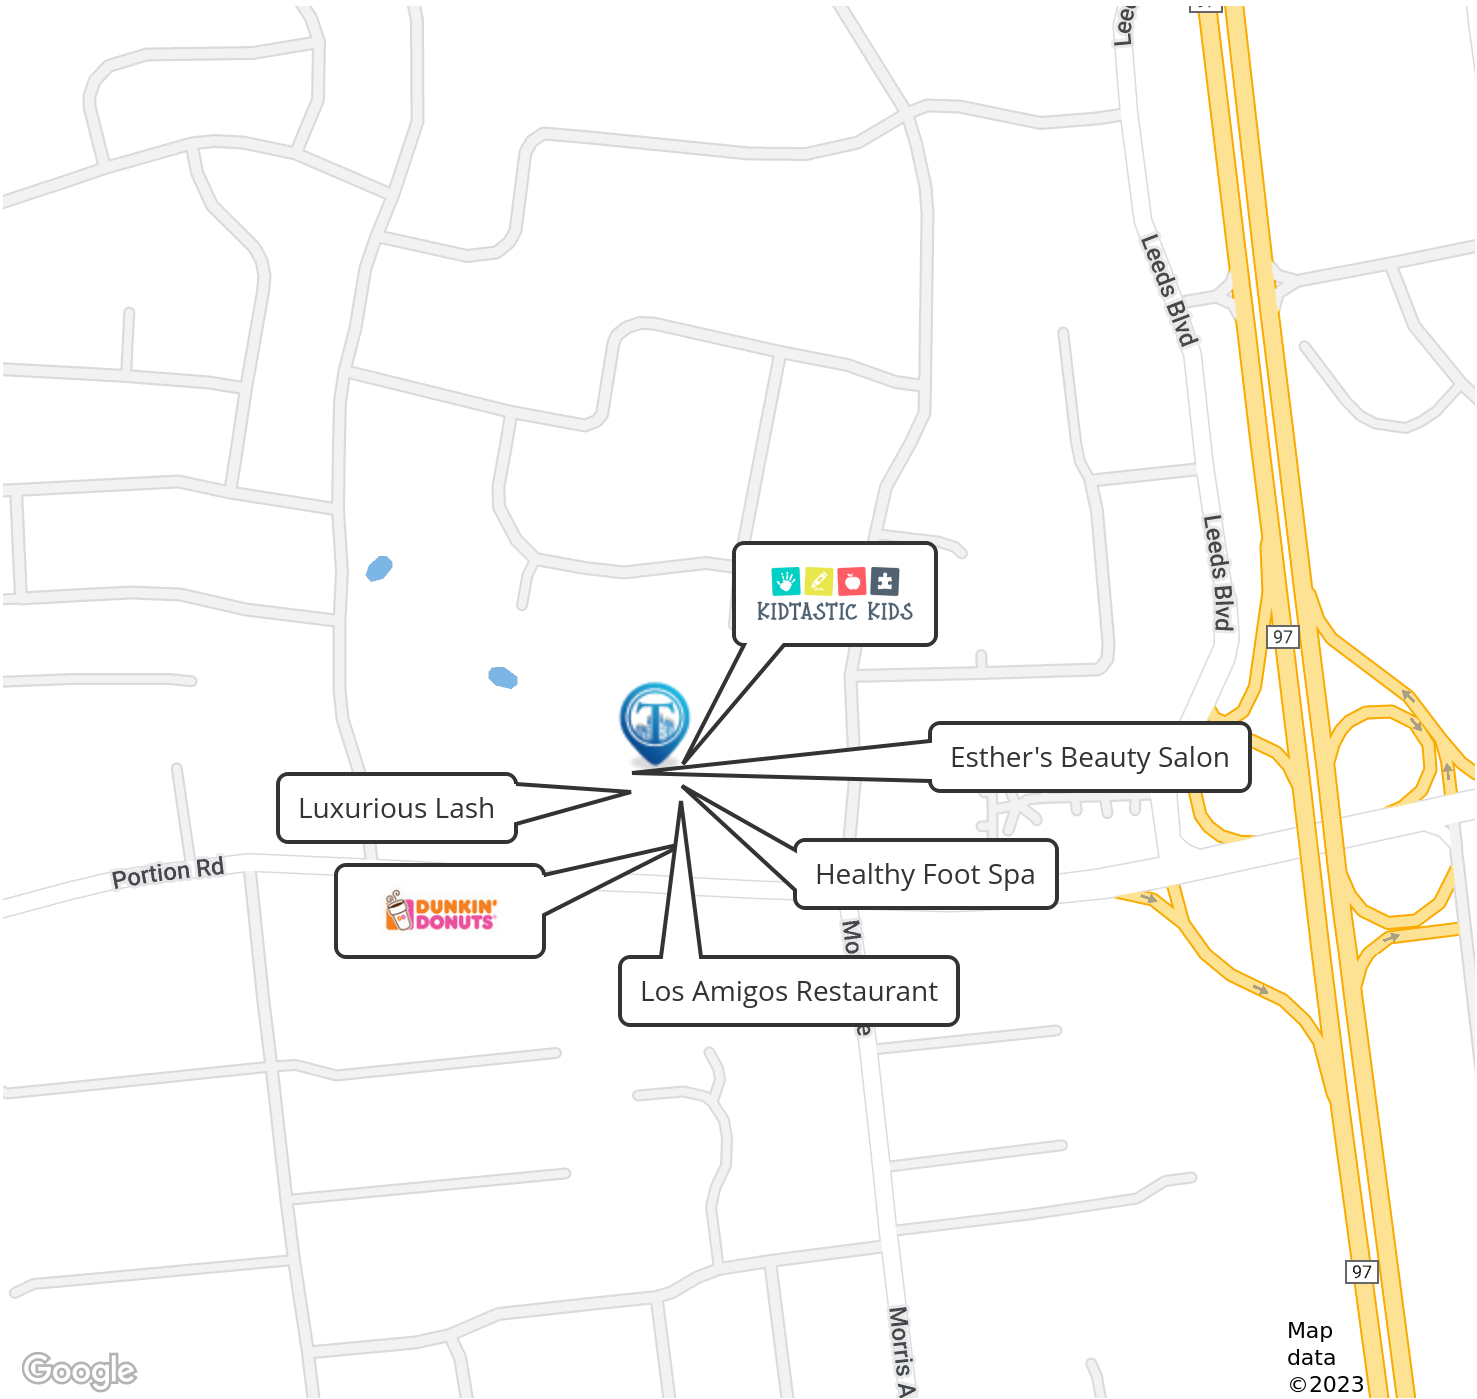 Leeds Blvd
Leeds Blvd
97
KIDTASTIC KIDS
T
Esther's Beauty Salon
Luxurious Lash
Portion Rd
Healthy Foot Spa
DUNKIN'
DONUTS
Mo
Los Amigos Restaurant
e
97
Morris A
Map
data
©2023
Google